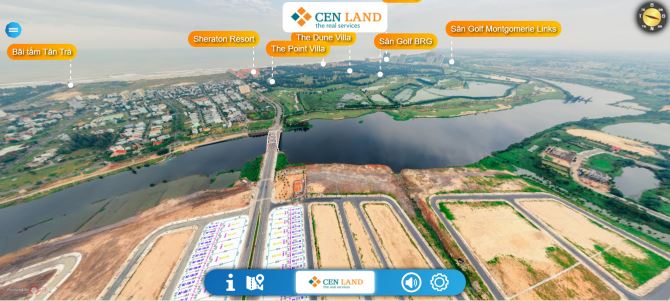 CEN LAND
the real services
Bãi tắm Tân Trà
Sheraton Resort
The Dune Villa
The Point Villa
Sân Golf BRG
Sân Golf Montgomerie Links
CEN LAND
the real services